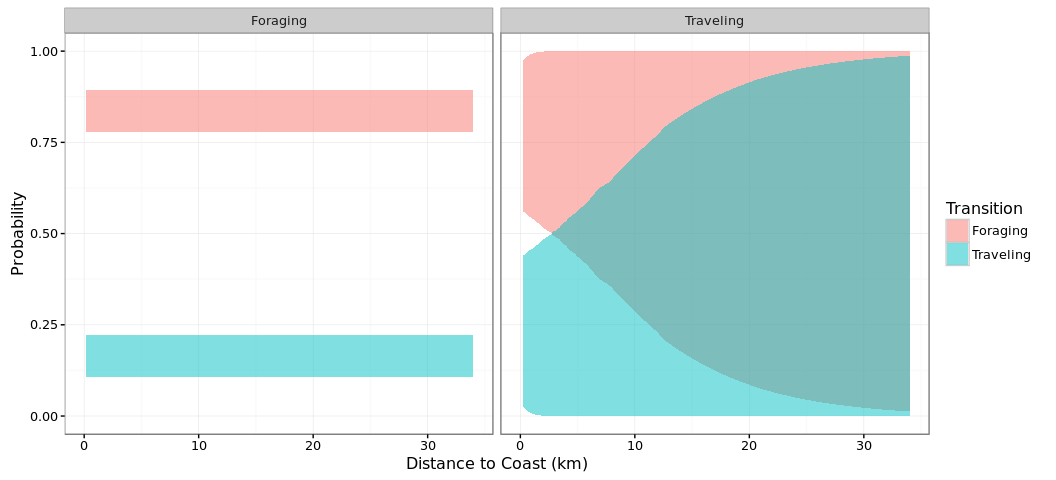 Foraging
Traveling
Probability
1.00
0.75
0.50
0.25
0.00
0 10 20 30
0 10 20 30
Distance to Coast (km)
Transition
Foraging
Traveling